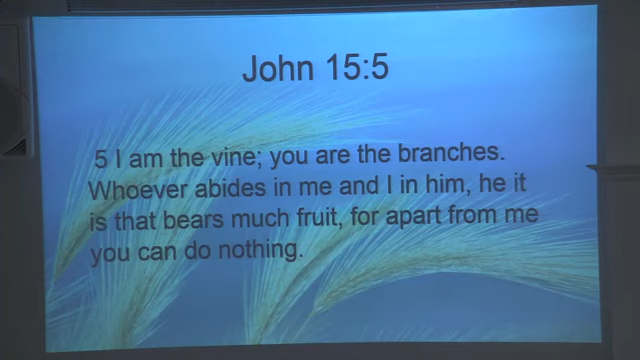 John 15:5
5 I am the vine; you are the branches.
Whoever abides in me and I in him, he it
is that bears much fruit, for apart from me
you can do nothing.